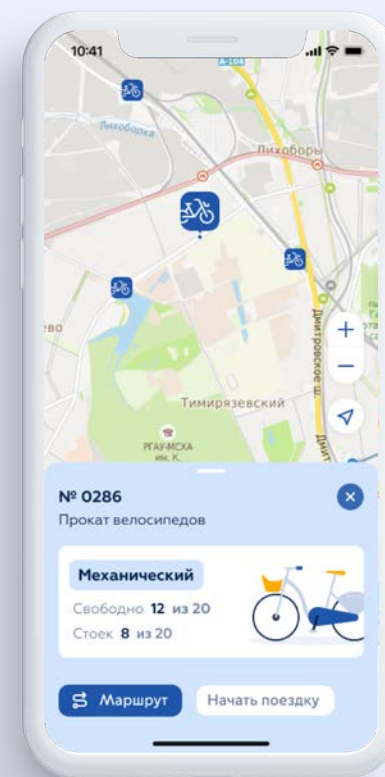 10:41
А-104
Лихоборка
Лихоборы
Дмитровское ш.
Тимирязевский
РГАУ-МСХА
им. К.
№ 0286
Прокат велосипедов
Механический
Свободно 12 из 20
Стоек 8 из 20
Маршрут
Начать поездку